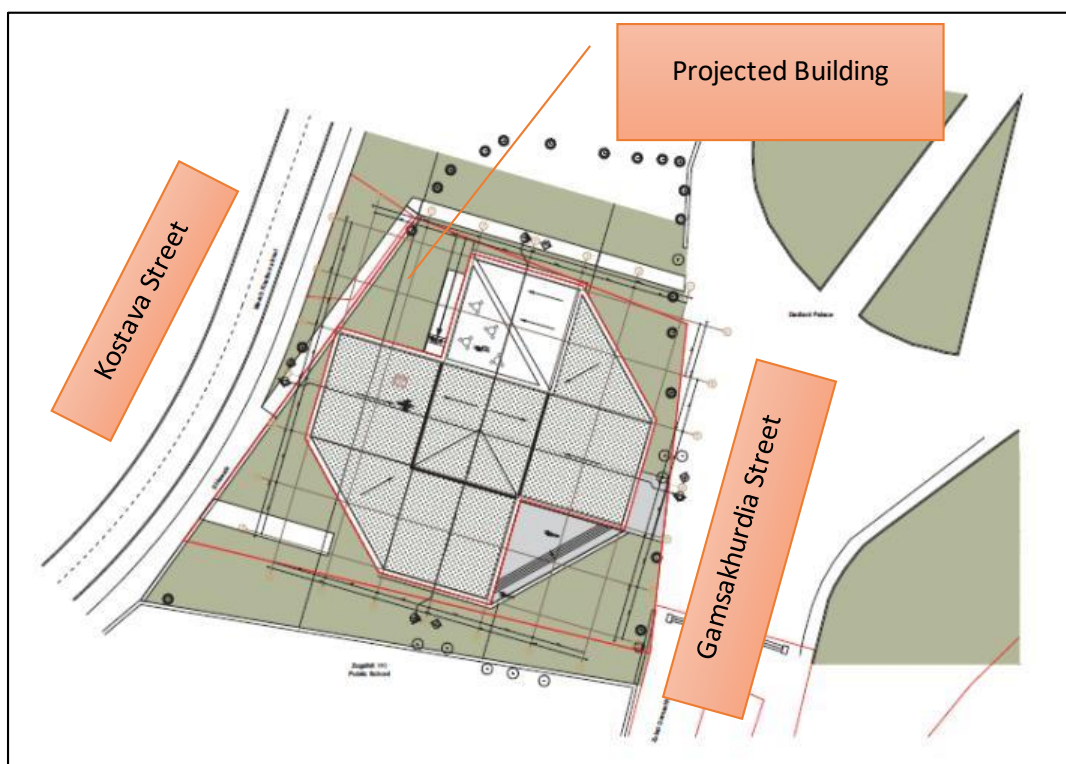 Projected Building
Kostava Street
Dadiani Palace
Gamsakhurdia Street
Public School